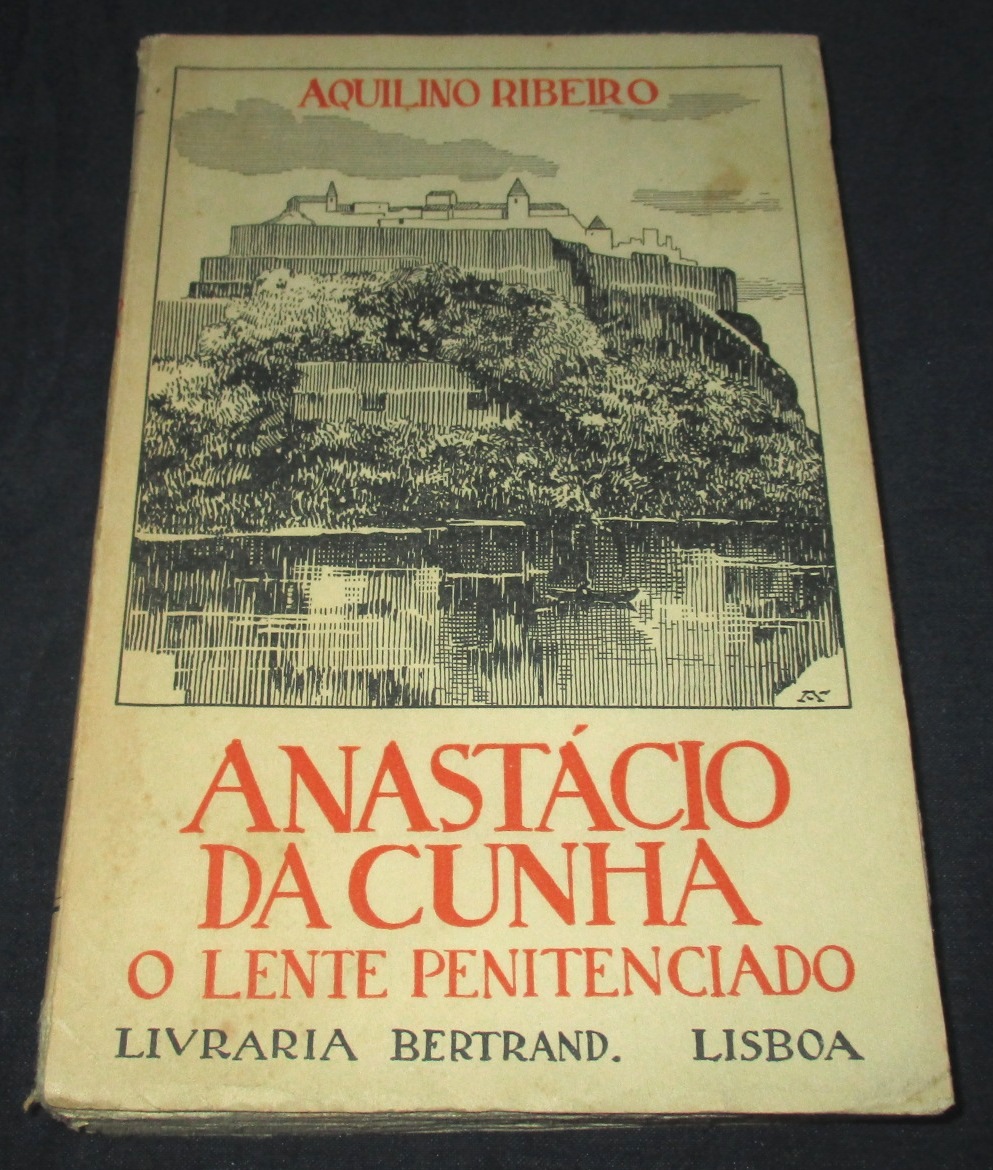 AQUILINO RIBEIRO
ANASTÁCIO
DA CUNHA
O LENTE PENITENCIADO
LIVRARIA BERTRAND. LISBOA